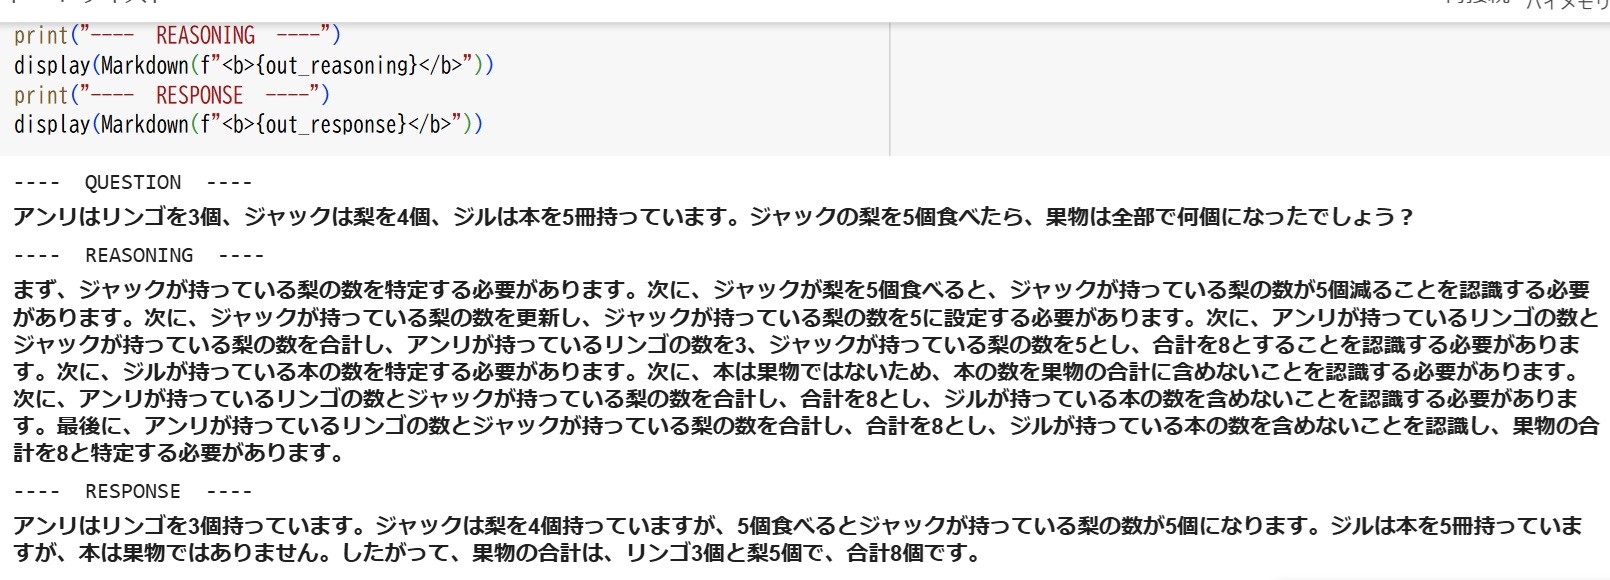 print("---- REASONING ----")
display(Markdown(f"<b>{out_reasoning}</b>"))
print("---- RESPONSE ----")
display(Markdown(f"<b>{out_response}</b>"))
---- QUESTION ----
アンリはリンゴを3個、ジャックは梨を4個、ジルは本を5冊持っています。ジャックの梨を5個食べたら、果物は全部で何個になったでしょう？
---- REASONING ----
まず、ジャックが持っている梨の数を特定する必要があります。次に、ジャックが梨を5個食べると、ジャックが持っている梨の数が5個減ることを認識する必要
があります。次に、ジャックが持っている梨の数を更新し、ジャックが持っている梨の数を5に設定する必要があります。次に、アンリが持っているリンゴの数と
ジャックが持っている梨の数を合計し、アンリが持っているリンゴの数を3、ジャックが持っている梨の数を5とし、合計を8とすることを認識する必要がありま
す。次に、ジルが持っている本の数を特定する必要があります。次に、本は果物ではないため、本の数を果物の合計に含めないことを認識する必要があります。
次に、アンリが持っているリンゴの数とジャックが持っている梨の数を合計し、合計を8とし、ジルが持っている本の数を含めないことを認識する必要がありま
す。最後に、アンリが持っているリンゴの数とジャックが持っている梨の数を合計し、合計を8とし、ジルが持っている本の数を含めないことを認識し、果物の合
計を8と特定する必要があります。
---- RESPONSE ----
アンリはリンゴを3個持っています。ジャックは梨を4個持っていますが、5個食べるとジャックが持っている梨の数が5個になります。ジルは本を5冊持っていま
すが、本は果物ではありません。したがって、果物の合計は、リンゴ3個と梨5個で、合計8個です。